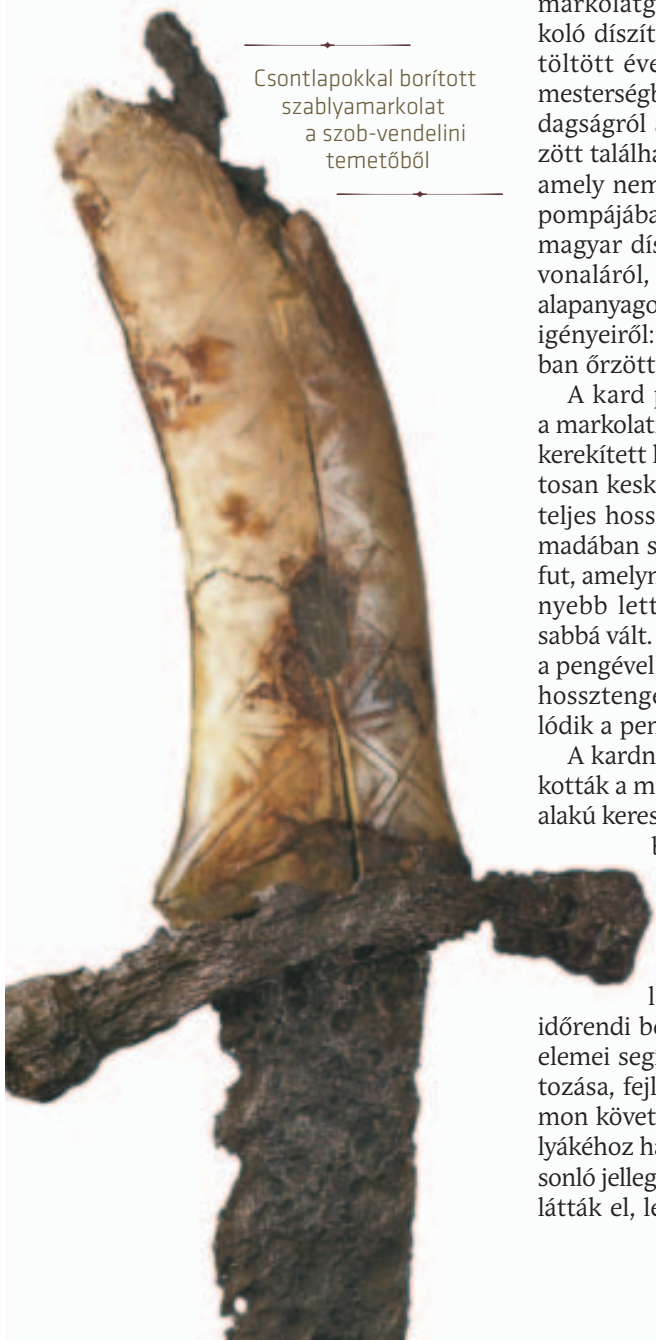 Csontlapokkal borított
szablyamarkolat
a szob-vendelini
temetőből
markolatg
koló díszít
töltött éve
mesterségb
dagságról
zött találha
amely nem
pompájába
magyar dís
vonaláról,
alapanyago
igényeiről:
ban őrzött
A kard p
a markolati
kerekített l
tosan kesk
teljes hoss
madában s
fut, amelyn
nyebb lett
sabbá vált.
a pengével
hossztenge
lódik a pen
A kardn
kották a m
alakú keres
b
l
időrendi be
elemei segí
tozása, fejl
mon követ
lyákéhoz ha
sonló jelleg
látták el, le